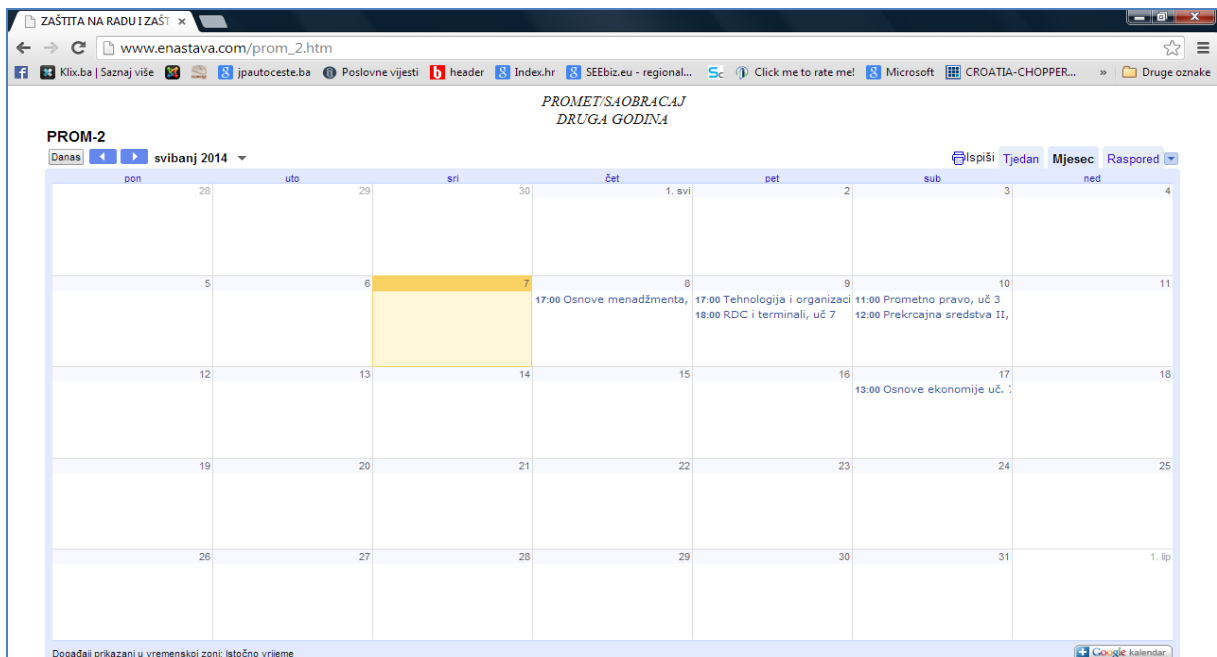 ZAŠTITA NA RADU I ZAŠT
www.enastava.com/prom_2.htm
Klix.ba | Saznaj više jpautoceste.ba Poslovne vijesti header Index.hr SEEbiz.eu - regional... Click me to rate me! Microsoft CROATIA-CHOPPER... » Druge oznake
PROMET/SAOBRACAJ
DRUGA GODINA
PROM-2
Danas svibanj 2014 Ispiši Tjedan Mjesec Raspored
pon uto sri čet pet sub ned
28 29 30 1. svi 2 3 4
5 6 7 8 9 10 11
17:00 Osnove menadžmenta, 17:00 Tehnologija i organizaci 11:00 Prometno pravo, uč 3
18:00 RDC i terminali, uč 7 12:00 Prekrcajna sredstva II,
12 13 14 15 16 17 18
13:00 Osnove ekonomije uč.
19 20 21 22 23 24 25
26 27 28 29 30 31 1. lip
Događaji prikazani u vremenskoj zoni: Istočno vrijeme Google kalendar